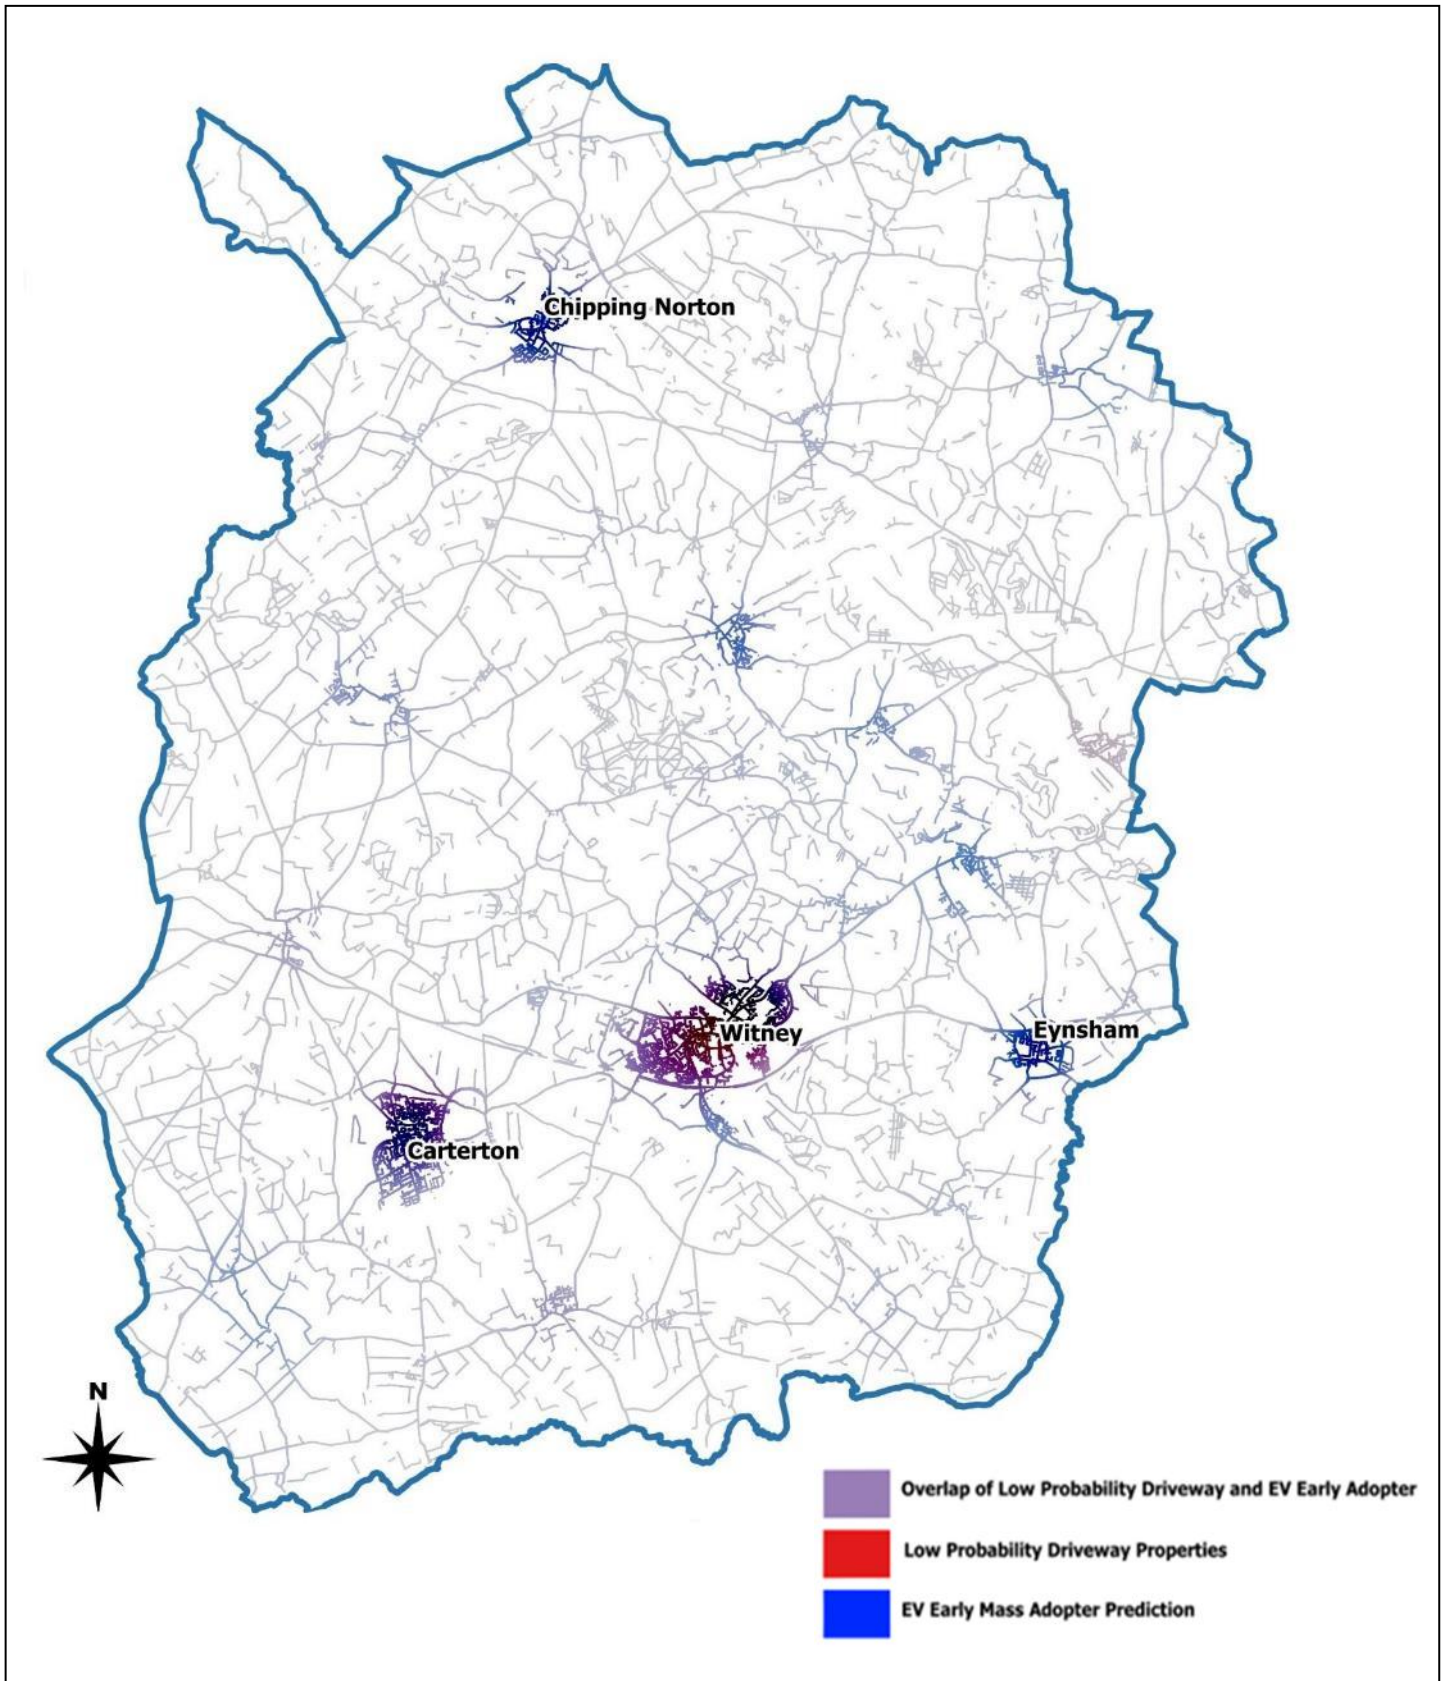 Chipping Norton
Witney
Eynsham
Carterton
N
Overlap of Low Probability Driveway and EV Early Adopter
Low Probability Driveway Properties
EV Early Mass Adopter Prediction